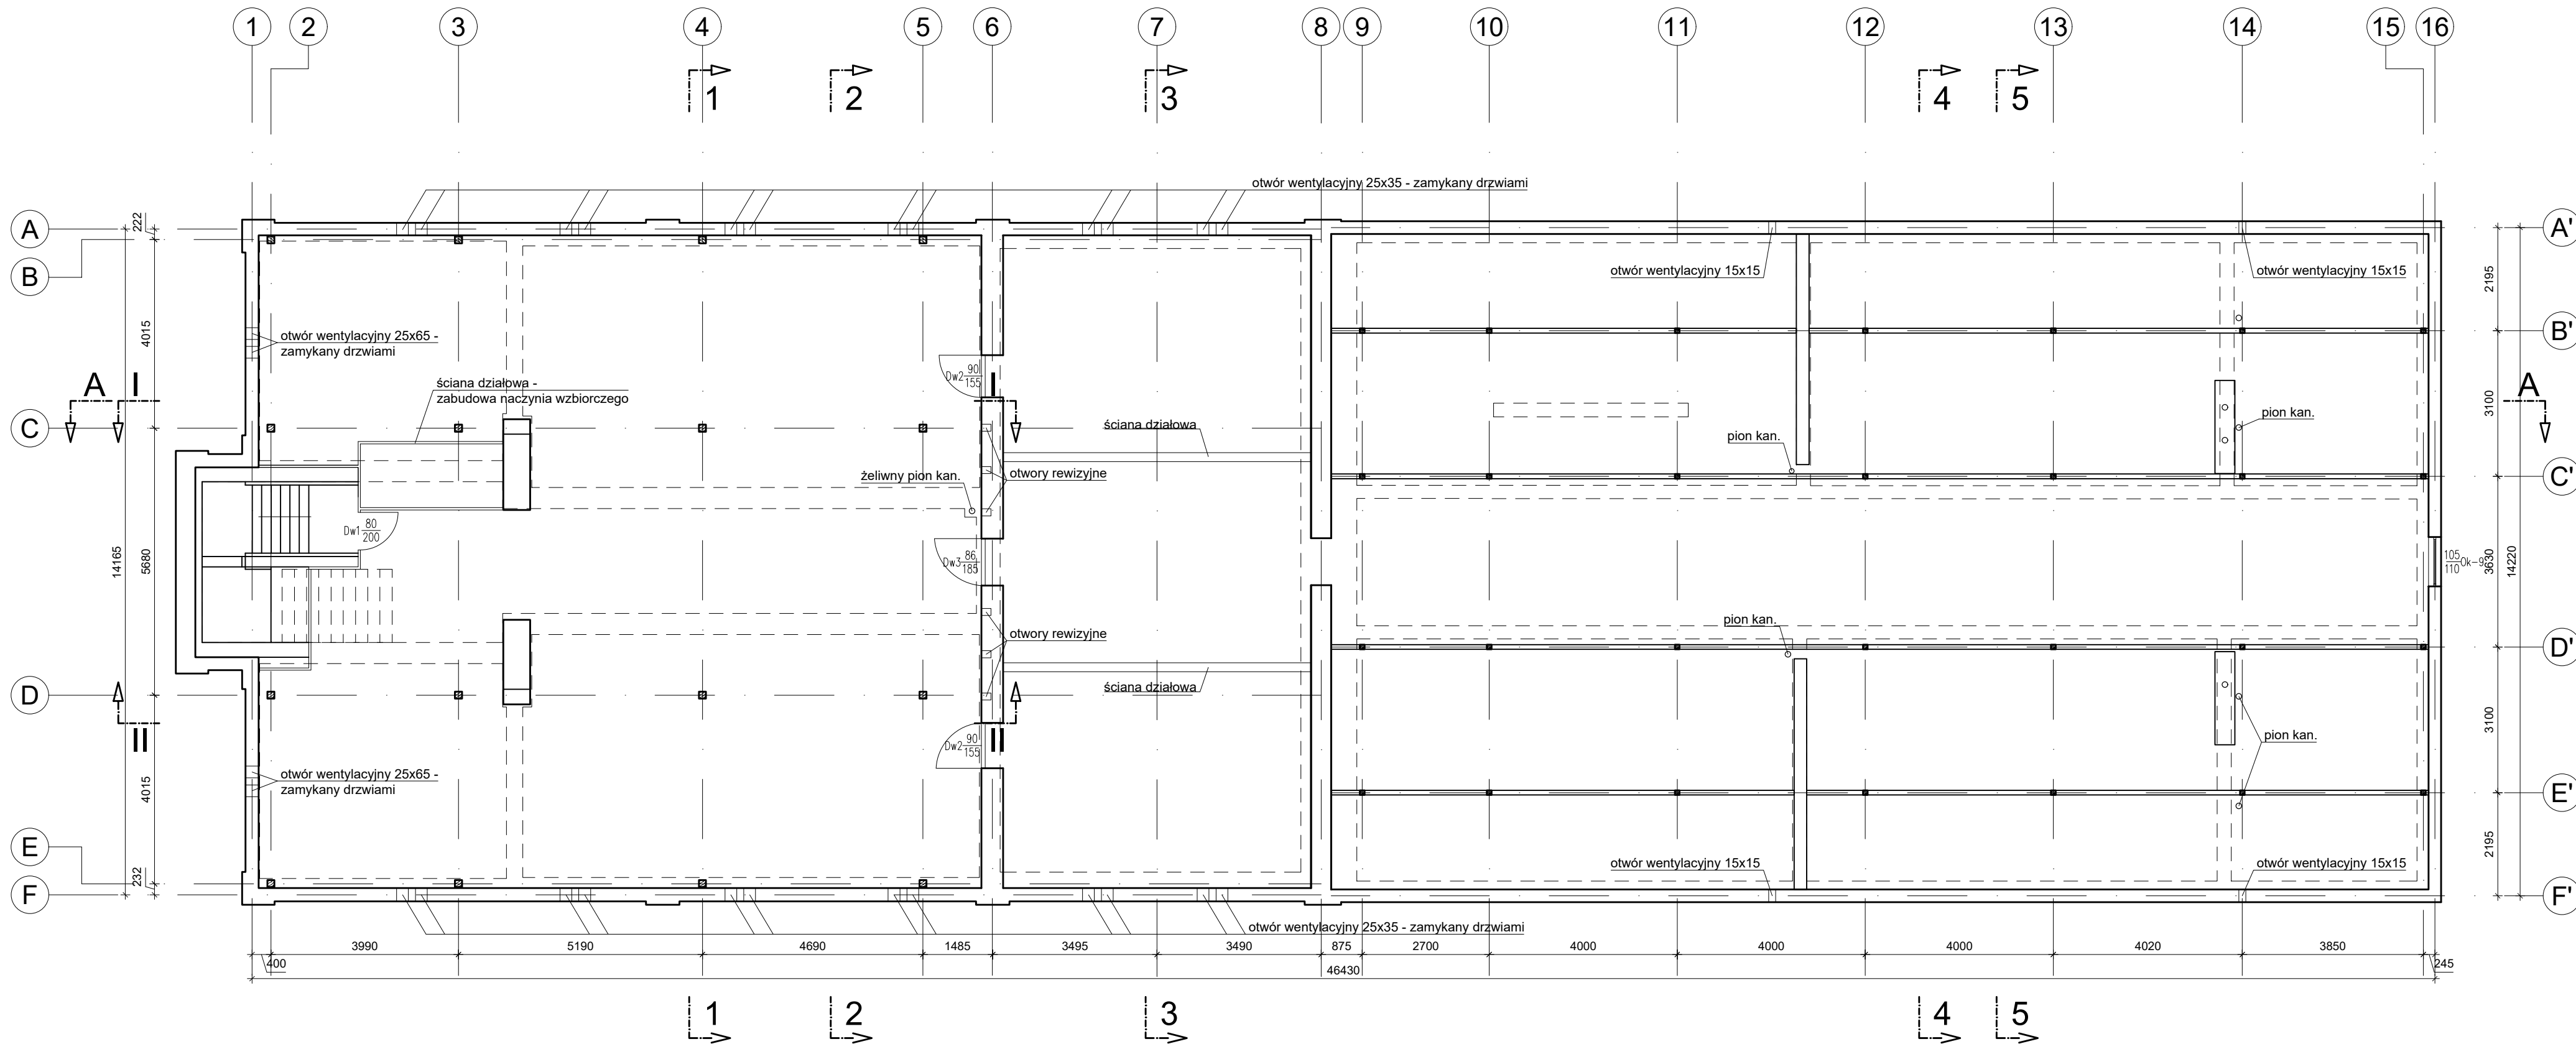 1 2 3 4 5 6 7 8 9 10 11 12 13 14 15 16
1 2 3 4 5
otwór wentylacyjny 25x35 - zamykany drzwiami
A 222 A'
B
otwór wentylacyjny 15x15
otwór wentylacyjny 15x15
2195
4015
otwór wentylacyjny 25x65 -
zamykany drzwiami
B'
Dw2 90
155
A I
ściana działowa -
zabudowa naczynia wzbiorczego
I
A
3100
C
ściana działowa
pion kan.
pion kan.
żeliwny pion kan.
otwory rewizyjne
C'
Dw1 80
200
14165
5680
Dw3 86
185
105
110 Ok-9
3630
14220
pion kan.
otwory rewizyjne
D'
D
ściana działowa
II
Dw2 90
155
II
pion kan.
3100
4015
otwór wentylacyjny 25x65 -
zamykany drzwiami
E'
E
otwór wentylacyjny 15x15
otwór wentylacyjny 15x15
2195
232
F F'
otwór wentylacyjny 25x35 - zamykany drzwiami
3990 5190 4690 1485 3495 3490 875 2700 4000 4000 4000 4020 3850
400 245
46430
1 2 3 4 5